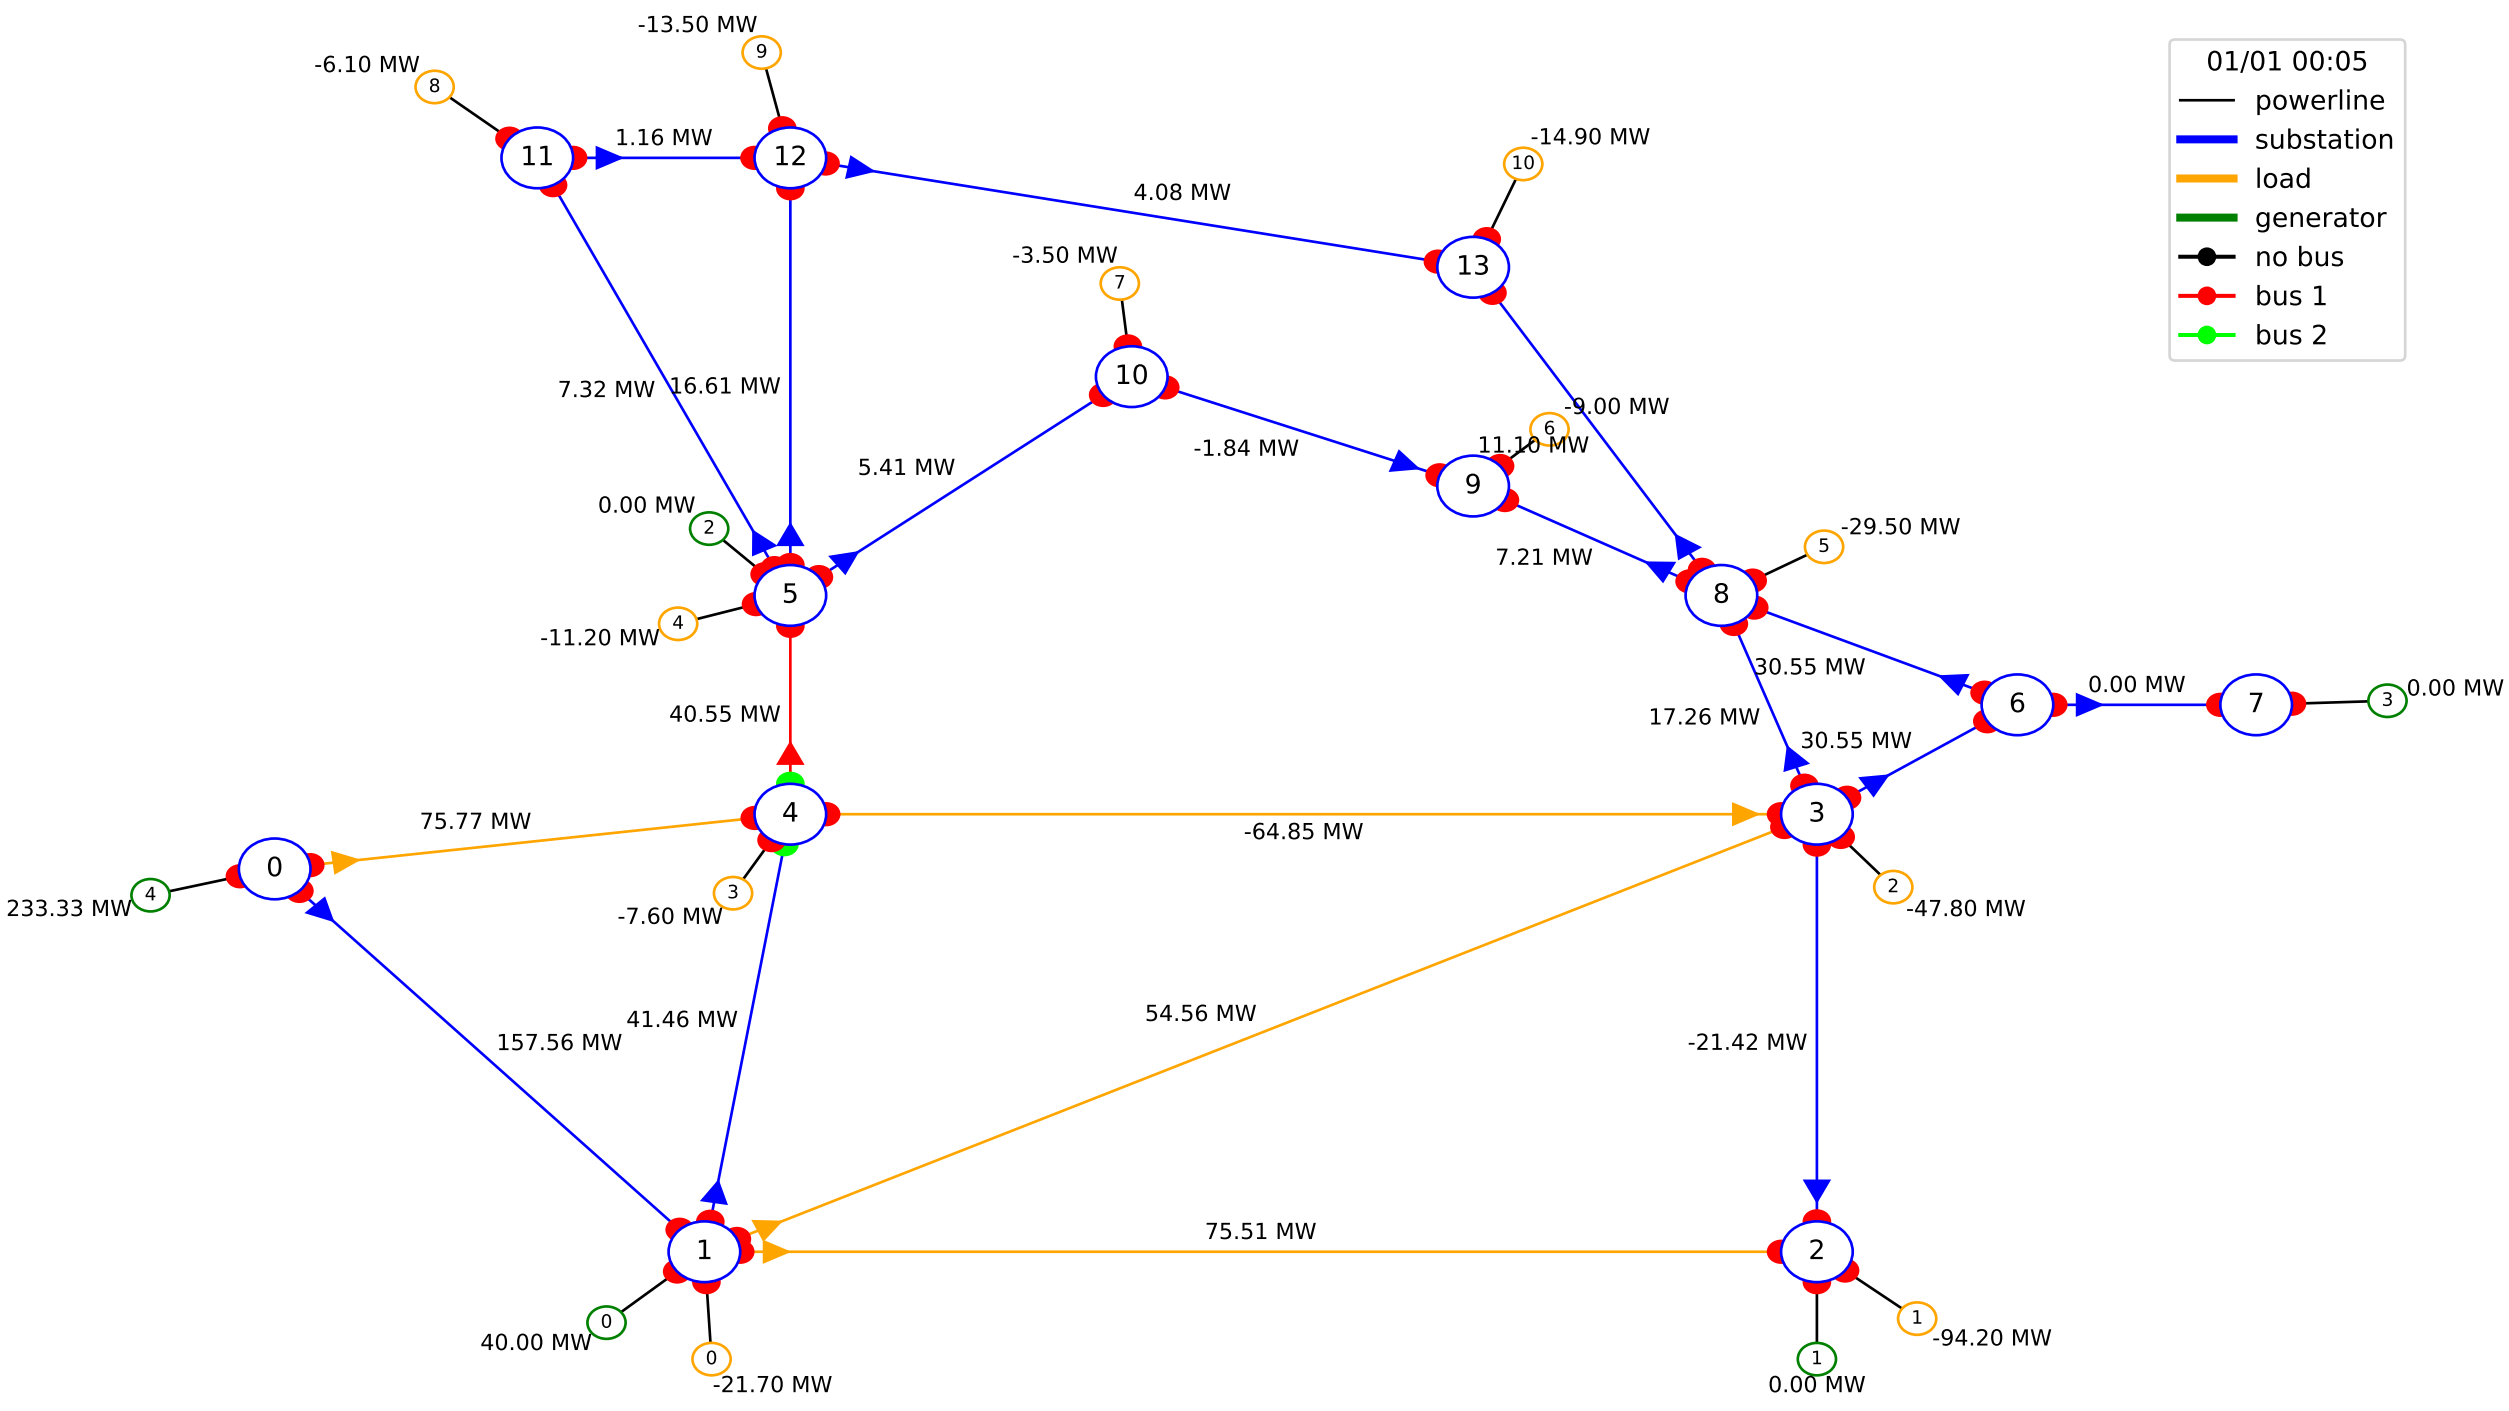 -13.50 MW
9
-6.10 MW
8
11
1.16 MW
12
-14.90 MW
10
4.08 MW
13
-3.50 MW
7
10
7.32 MW
16.61 MW
-9.00 MW
6
11.10 MW
-1.84 MW
5.41 MW
9
0.00 MW
2
-29.50 MW
5
7.21 MW
5
8
4
-11.20 MW
30.55 MW
0.00 MW
6
7
3
0.00 MW
40.55 MW
17.26 MW
30.55 MW
75.77 MW
4
3
-64.85 MW
0
4
233.33 MW
3
-7.60 MW
2
-47.80 MW
41.46 MW
157.56 MW
54.56 MW
-21.42 MW
75.51 MW
1
2
0
40.00 MW
0
-21.70 MW
1
0.00 MW
1
-94.20 MW
01/01 00:05
powerline
substation
load
generator
no bus
bus 1
bus 2